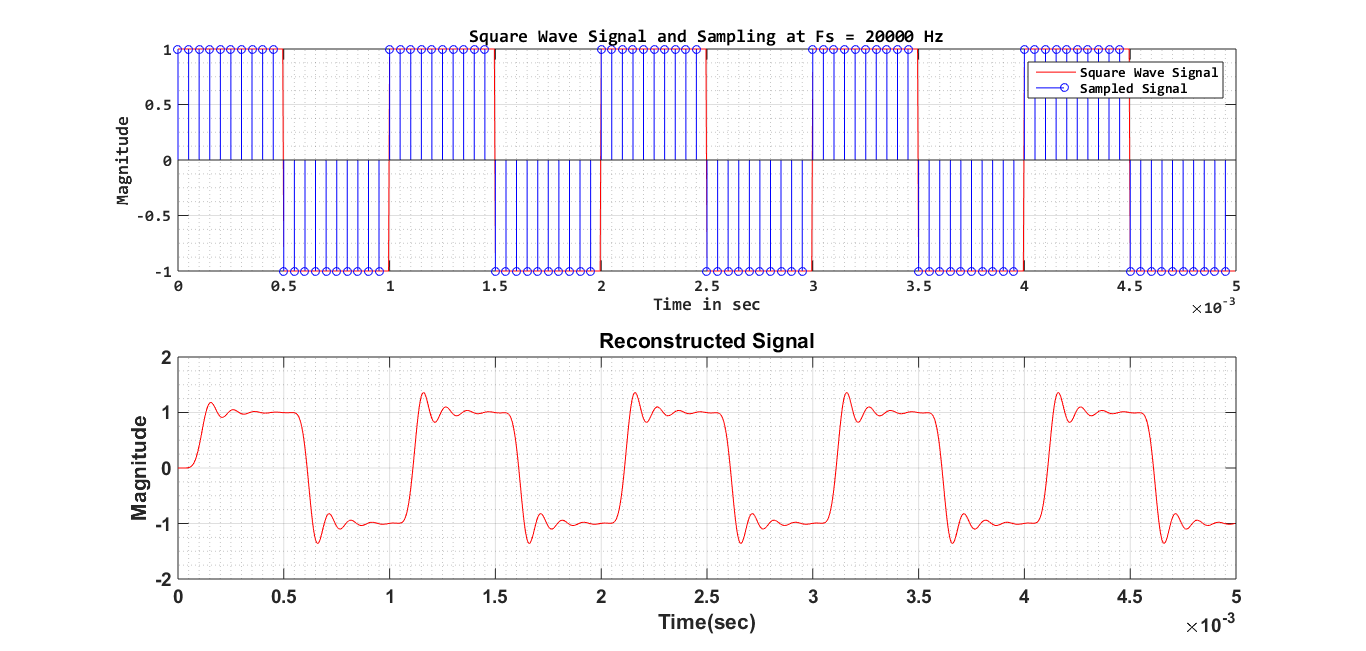 Square Wave Signal and Sampling at Fs = 20000 Hz
Magnitude
1
0.5
0
-0.5
-1
Square Wave Signal
Sampled Signal
0 0.5 1 1.5 2 2.5 3 3.5 4 4.5 5
Time in sec
×10⁻³
Reconstructed Signal
Magnitude
2
1
0
-1
-2
0 0.5 1 1.5 2 2.5 3 3.5 4 4.5 5
Time(sec)
×10⁻³